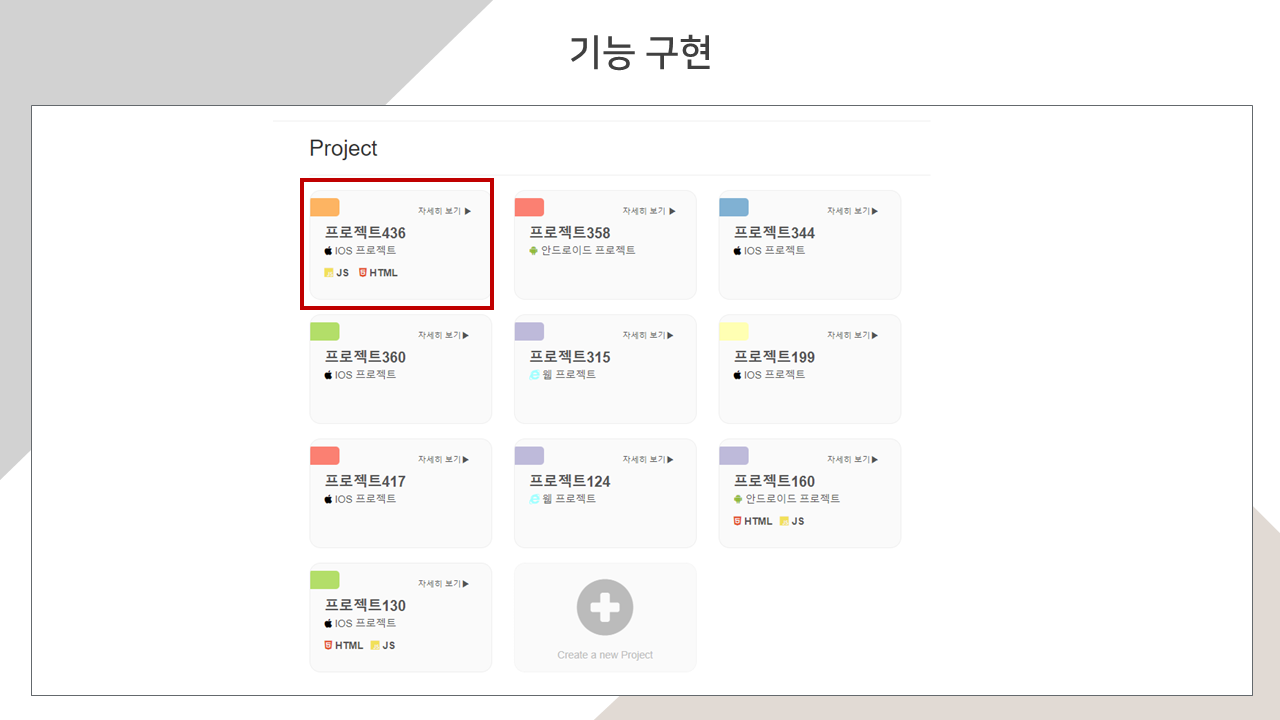 기능 구현
Project
자세히 보기 ▶
프로젝트436
IOS 프로젝트
JS HTML
자세히 보기 ▶
프로젝트358
안드로이드 프로젝트
자세히 보기▶
프로젝트344
IOS 프로젝트
자세히 보기▶
프로젝트360
IOS 프로젝트
자세히 보기▶
프로젝트315
웹 프로젝트
자세히 보기▶
프로젝트199
IOS 프로젝트
자세히 보기▶
프로젝트417
IOS 프로젝트
자세히 보기▶
프로젝트124
웹 프로젝트
자세히 보기▶
프로젝트160
안드로이드 프로젝트
HTML JS
자세히 보기▶
프로젝트130
IOS 프로젝트
HTML JS
Create a new Project